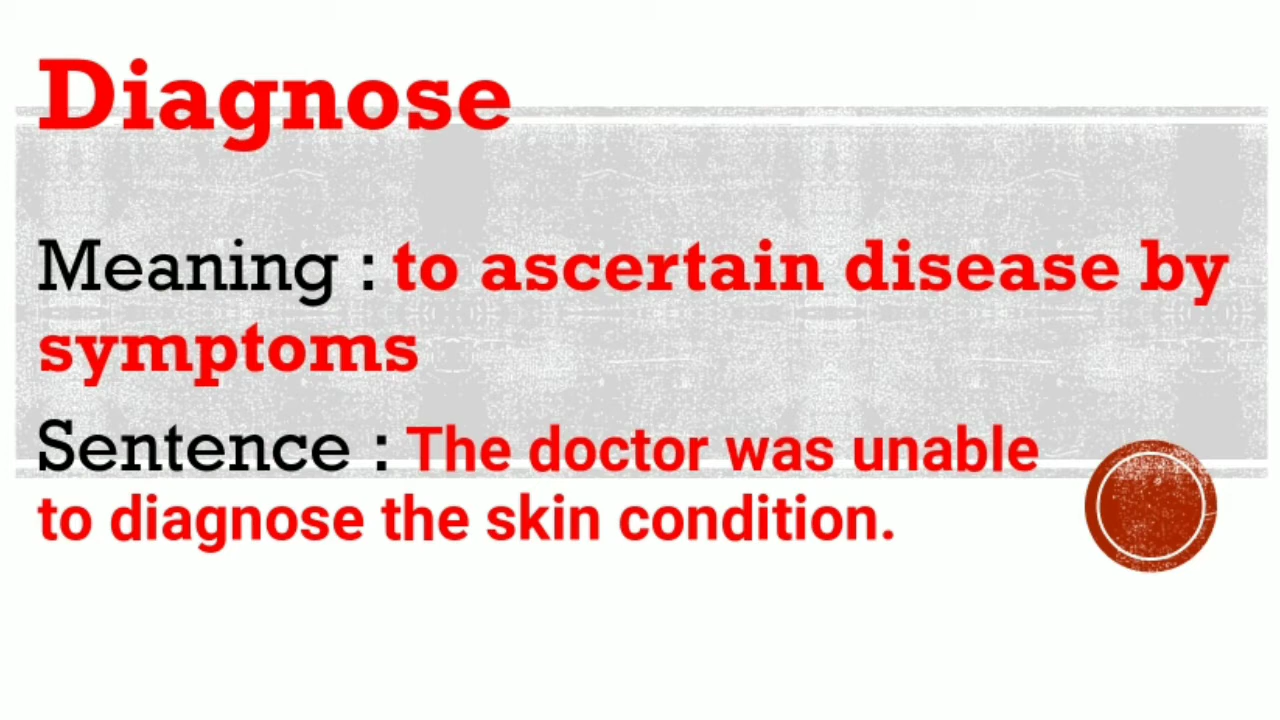 Diagnose
Meaning : to ascertain disease by
symptoms
Sentence : The doctor was unable
to diagnose the skin condition.